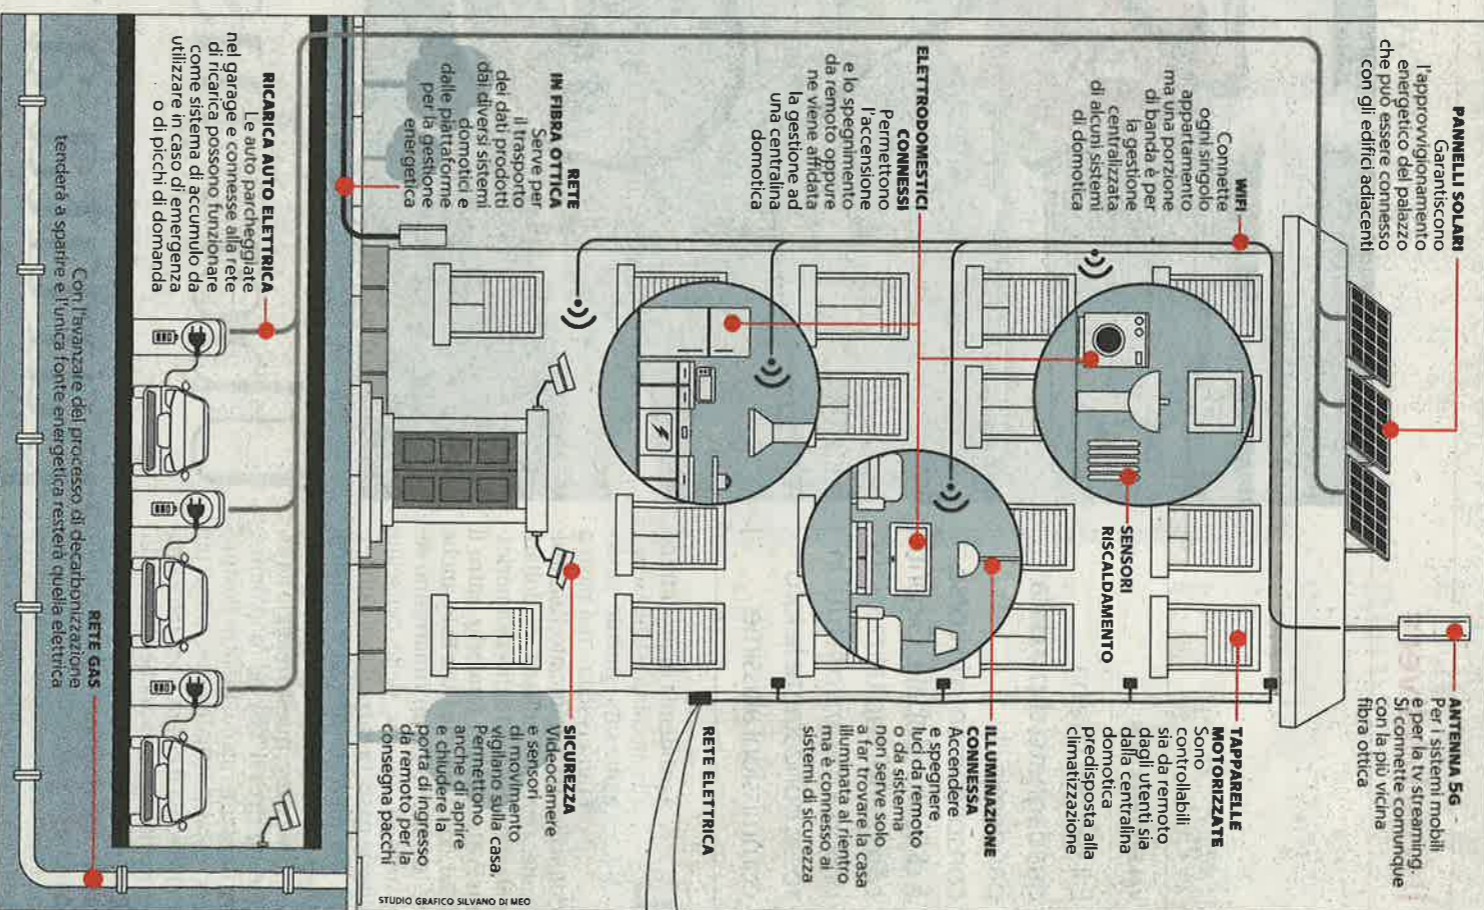 PANNELLI SOLARI
Garantiscono
l'approvvigionamento
energetico del palazzo
che può essere connesso
con gli edifici adiacenti
WIFI
Connette
ogni singolo
appartamento
ma una porzione
di banda è per
la gestione
centralizzata
di alcuni sistemi
di domotica
ELETTRODOMESTICI
CONNESSI
Permettono
l'accensione
e lo spegnimento
da remoto oppure
ne viene affidata
la gestione ad
una centralina
domotica
RETE
IN FIBRA OTTICA
Serve per
il trasporto
dei dati prodotti
dai diversi sistemi
domotici e
dalle piattaforme
per la gestione
energetica
RICARICA AUTO ELETTRICA
Le auto parcheggiate
nel garage e connesse alla rete
di ricarica possono funzionare
come sistema di accumulo da
utilizzare in caso di emergenza
o di picchi di domanda
ANTENNA 5G
Per i sistemi mobili
e per la tv streaming.
Si connette comunque
con la più vicina
fibra ottica
TAPPARELLE
MOTORIZZATE
Sono
controllabili
sia da remoto
dagli utenti sia
dalla centralina
domotica
predisposta alla
climatizzazione
SENSORI
RISCALDAMENTO
ILLUMINAZIONE
CONNESSA
Accendere
e spegnere
luci da remoto
o da sistema
non serve solo
a far trovare la casa
illuminata al rientro
ma è connesso ai
sistemi di sicurezza
RETE ELETTRICA
SICUREZZA
Videocamere
e sensori
di movimento
vigilano sulla casa.
Permettono
anche di aprire
e chiudere la
porta di ingresso
da remoto per la
consegna pacchi
RETE GAS
Con l'avanzare del processo di decarbonizzazione
tenderà a sparire e l'unica fonte energetica resterà quella elettrica
STUDIO GRAFICO SILVANO DI MEO